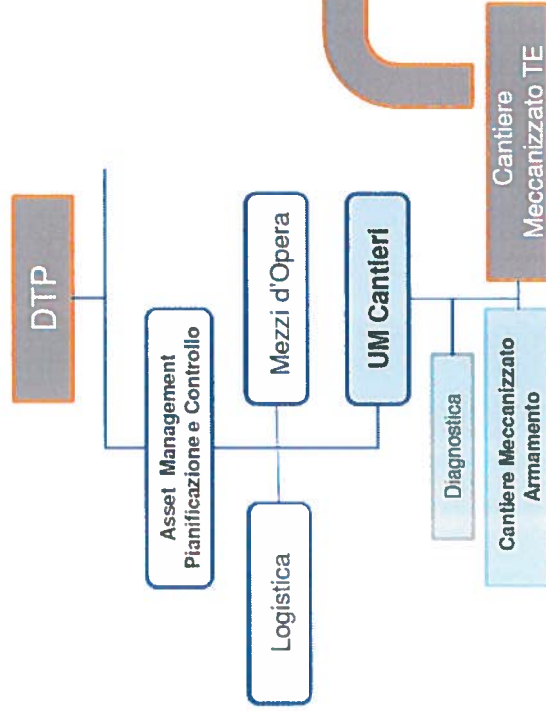 DTP
Asset Management
Pianificazione e Controllo
Logistica
Mezzi d'Opera
UM Cantieri
Diagnostica
Cantiere Meccanizzato
Armamento
Cantiere
Meccanizzato TE